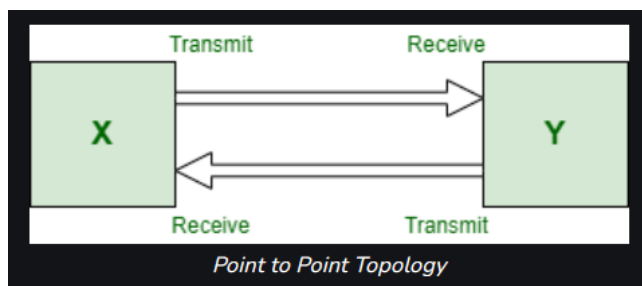 Transmit Receive
X Y
Receive Transmit
Point to Point Topology